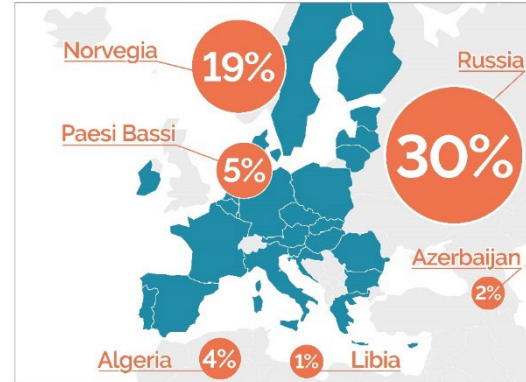 Norvegia
19%
Russia
30%
Paesi Bassi
5%
Azerbaijan
2%
Algeria
4%
1%
Libia